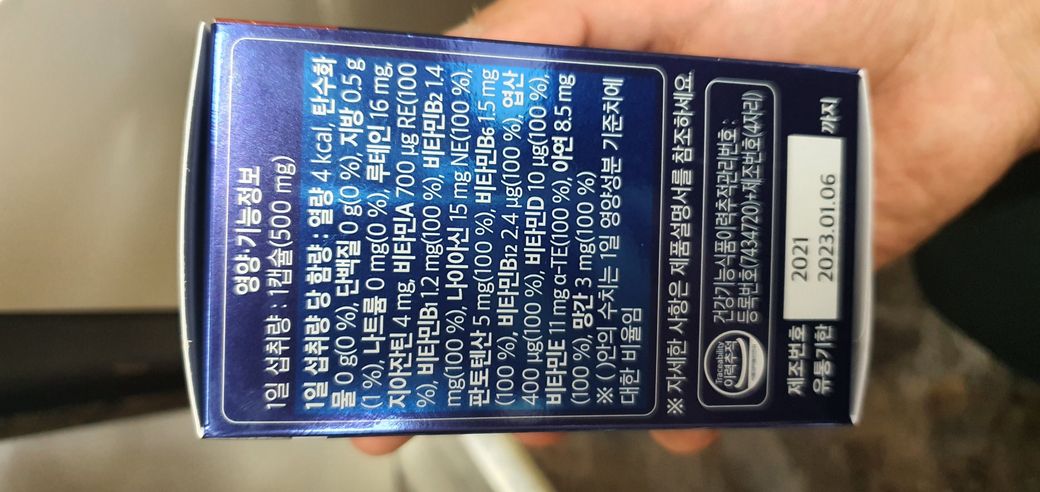 영양·기능정보
1일 섭취량 : 1캡슐(500 mg)
1일 섭취량 당 함량 : 열량 4 kcal, 탄수화
물 0 g(0 %), 단백질 0 g(0 %), 지방 0.5 g
(1 %), 나트륨 0 mg(0 %), 루테인 16 mg,
지아잔틴 4 mg, 비타민A 700 µg RE(100
%), 비타민B1 1.2 mg(100 %), 비타민B2 1.4
mg(100 %), 나이아신 15 mg NE(100 %),
판토텐산 5 mg(100 %), 비타민B6 1.5 mg
(100 %), 비타민B12 2.4 µg(100 %), 엽산
400 µg(100 %), 비타민D 10 µg(100 %),
비타민E 11 mg α-TE(100 %), 아연 8.5 mg
(100 %), 망간 3 mg(100 %)
※ ( )안의 수치는 1일 영양성분 기준치에
대한 비율임
※ 자세한 사항은 제품설명서를 참조하세요.
Traceability
이력추적
건강기능식품이력추적관리번호 :
등록번호(7434720)+제조번호(4자리)
제조번호 2021
유통기한 2023.01.06 까지